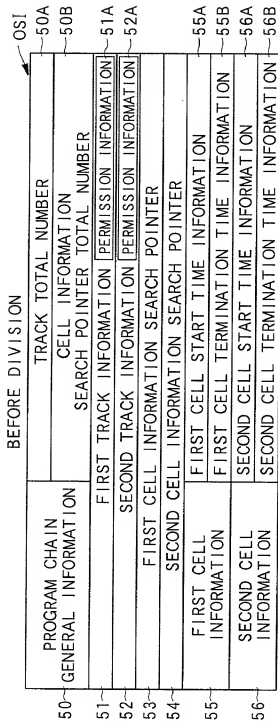 BEFORE DIVISION
OSI
50
PROGRAM CHAIN
GENERAL INFORMATION
TRACK TOTAL NUMBER
50A
CELL INFORMATION
SEARCH POINTER TOTAL NUMBER
50B
51
FIRST TRACK INFORMATION
PERMISSION INFORMATION
51A
52
SECOND TRACK INFORMATION
PERMISSION INFORMATION
52A
53
FIRST CELL INFORMATION SEARCH POINTER
54
SECOND CELL INFORMATION SEARCH POINTER
55
FIRST CELL
INFORMATION
FIRST CELL START TIME INFORMATION
55A
FIRST CELL TERMINATION TIME INFORMATION
55B
56
SECOND CELL
INFORMATION
SECOND CELL START TIME INFORMATION
56A
SECOND CELL TERMINATION TIME INFORMATION
56B